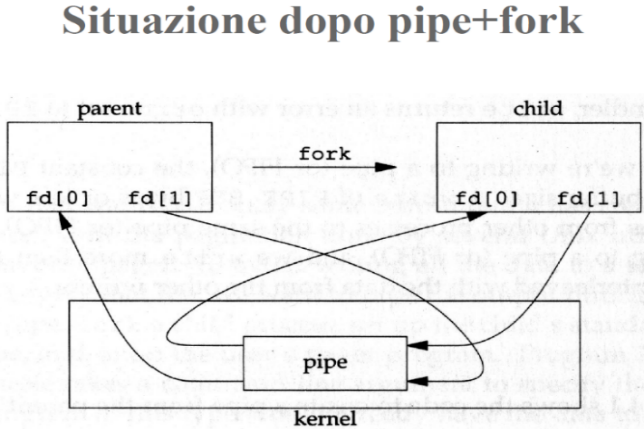 Situazione dopo pipe+fork
parent
child
fork
fd[0] fd[1]
fd[0] fd[1]
pipe
kernel